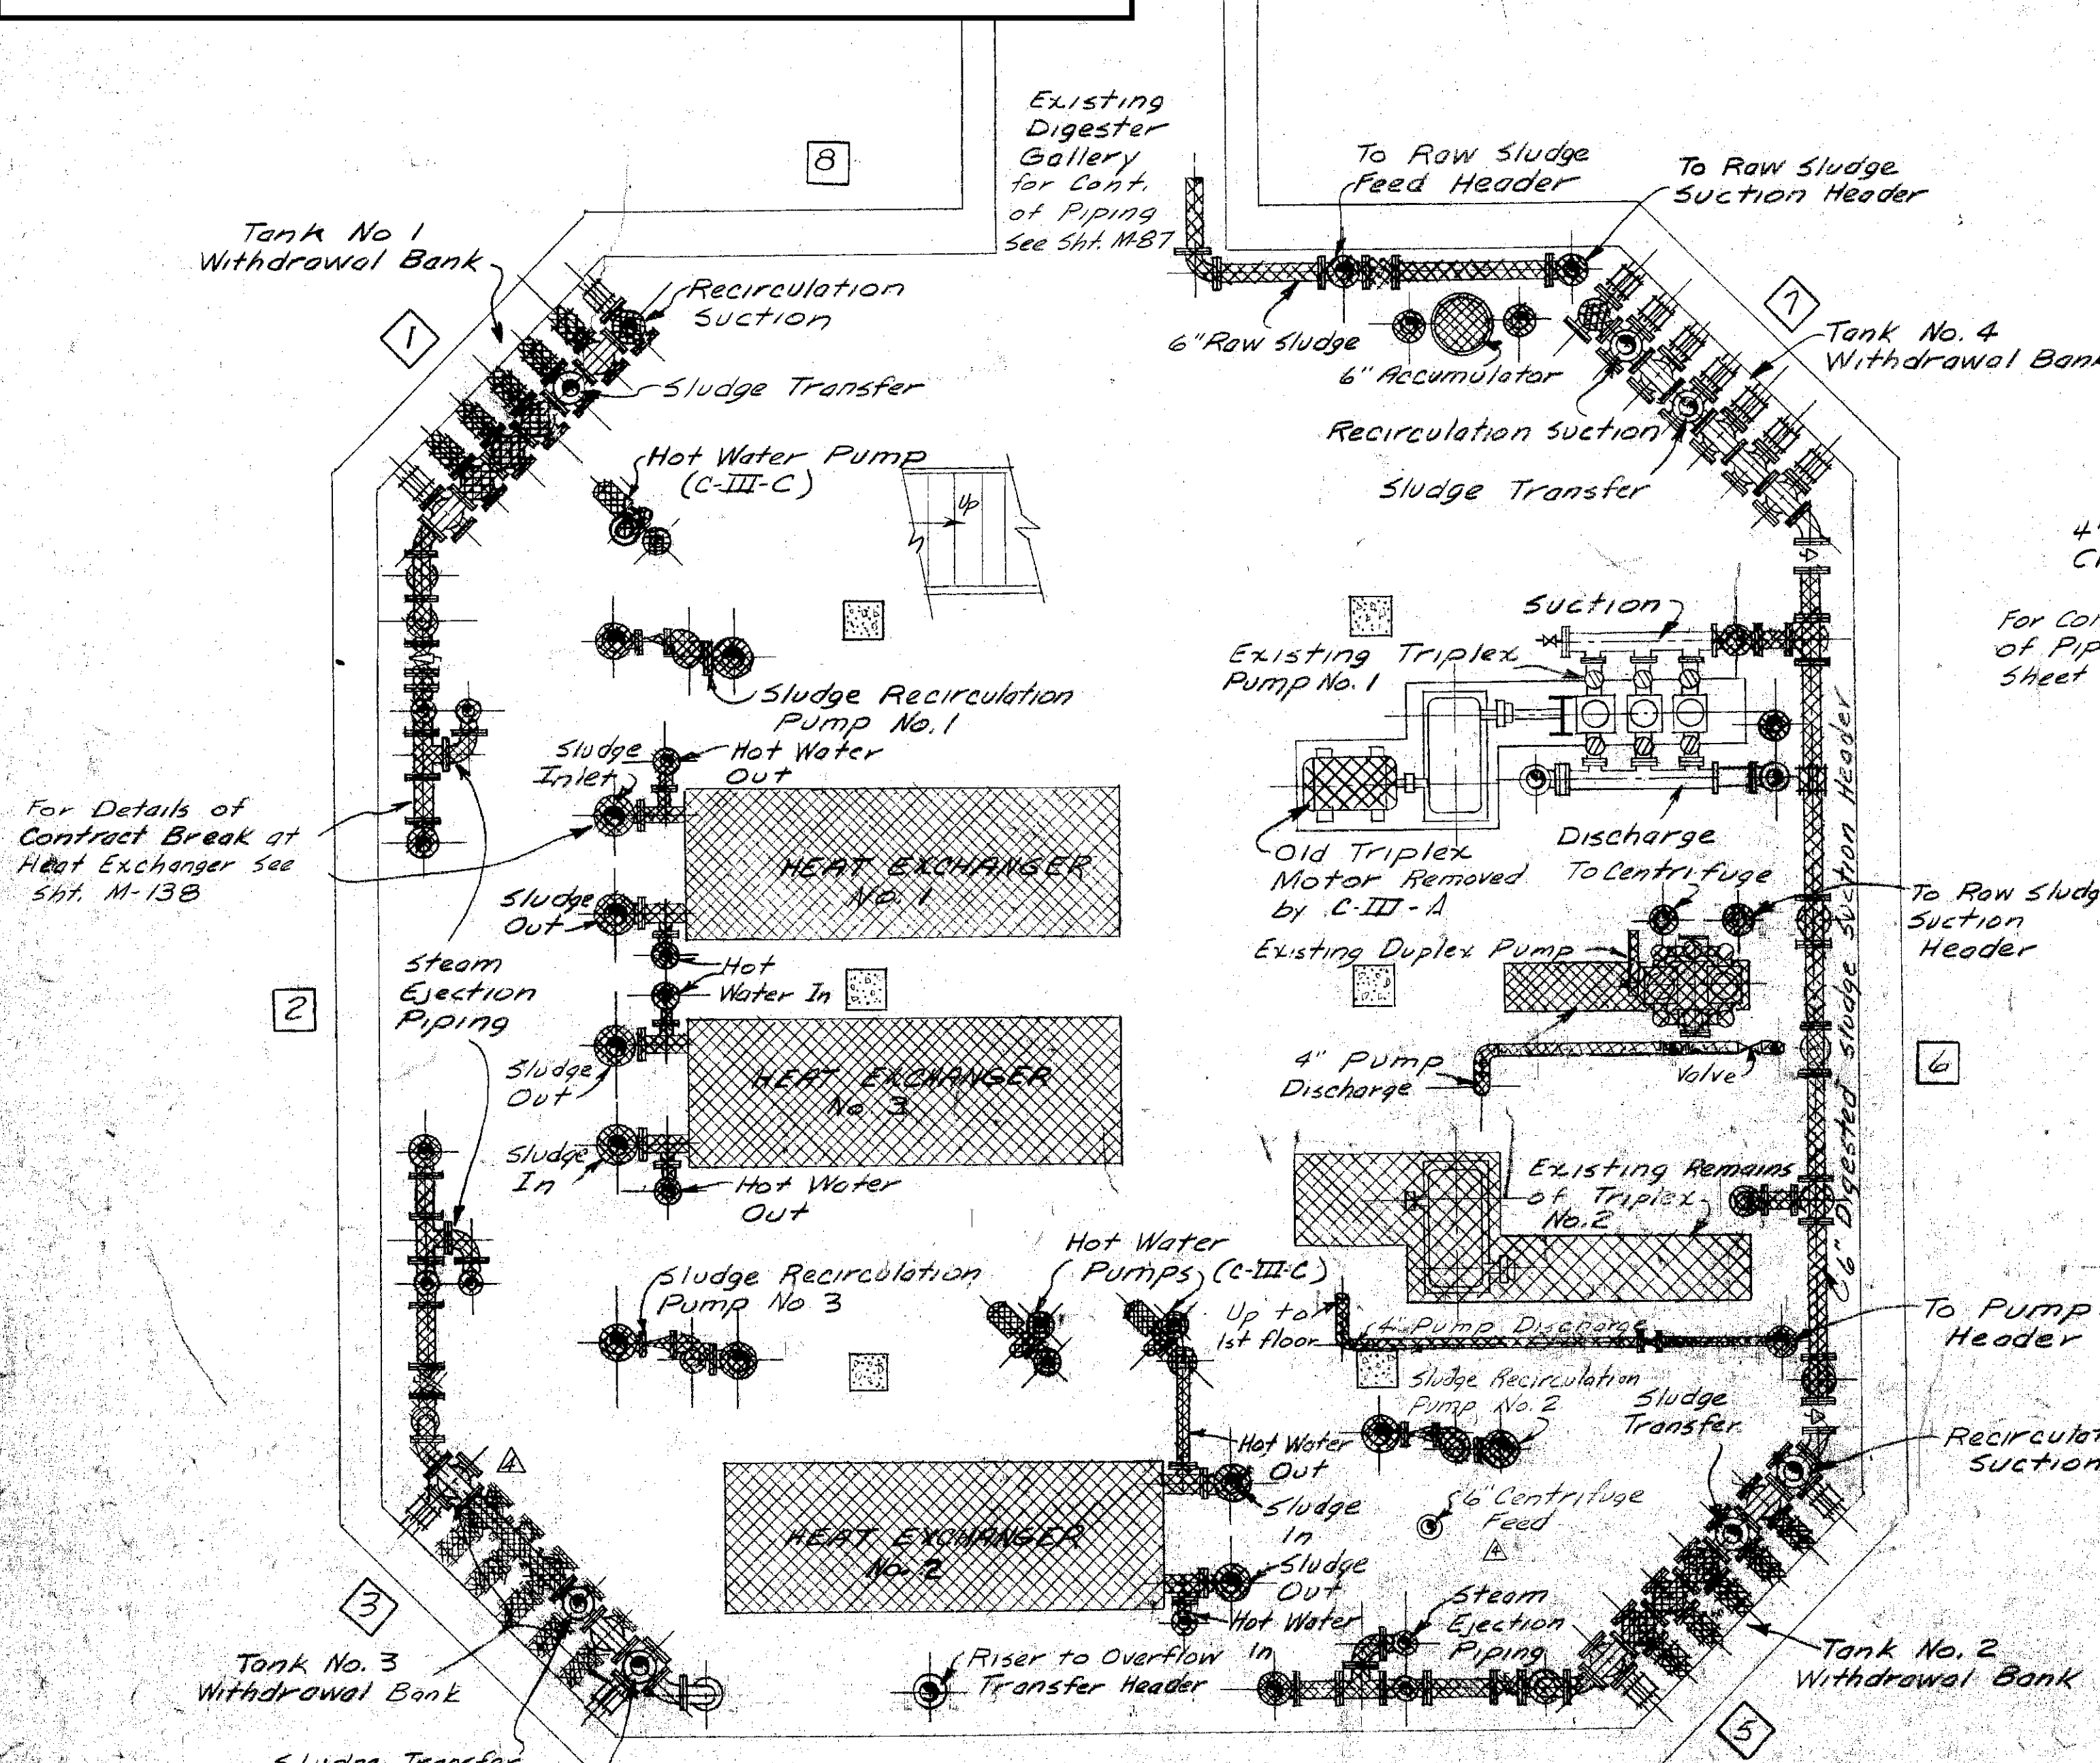 8
Existing
Digester
Gallery
for Cont.
of Piping
See Sht. M-87
To Raw Sludge
Feed Header
To Raw Sludge
Suction Header
Tank No 1
Withdrawal Bank
1
Recirculation
Suction
Sludge Transfer
6" Raw Sludge
6" Accumulator
7
Tank No. 4
Withdrawal Bank
Recirculation Suction
Sludge Transfer
Hot Water Pump
(C-III-C)
Up
4"
For
of
Sheet
Suction
Existing Triplex
Pump No. 1
Sludge Recirculation
Pump No. 1
Sludge
Inlet
Hot Water
Out
For Details of
Contract Break at
Heat Exchanger See
Sht. M-138
HEAT EXCHANGER
No. 1
Old Triplex
Motor Removed
by C-III-A
Discharge
To Centrifuge
To Raw Sludge
Suction
Header
6" Digested Sludge Suction Header
Sludge
Out
Hot
Water In
Existing Duplex Pump
Steam
Ejection
Piping
2
Sludge
Out
HEAT EXCHANGER
No. 3
4" Pump
Discharge
Valve
6
Sludge
In
Hot Water
Out
Existing Remains
of Triplex
No. 2
Sludge Recirculation
Pump No 3
Hot Water
Pumps (C-III-C)
Up to
1st floor
4" Pump Discharge
To Pump
Header
Sludge Recirculation
Pump No. 2
Sludge
Transfer
Hot Water
Out
Suction
4
HEAT EXCHANGER
No. 2
Sludge
In
6" Centrifuge
Feed
4
Sludge
Out
Hot Water
In
Steam
Ejection
Piping
3
Tank No. 3
Withdrawal Bank
Riser to Overflow
Transfer Header
Tank No. 2
Withdrawal Bank
5
Sludge Transfer